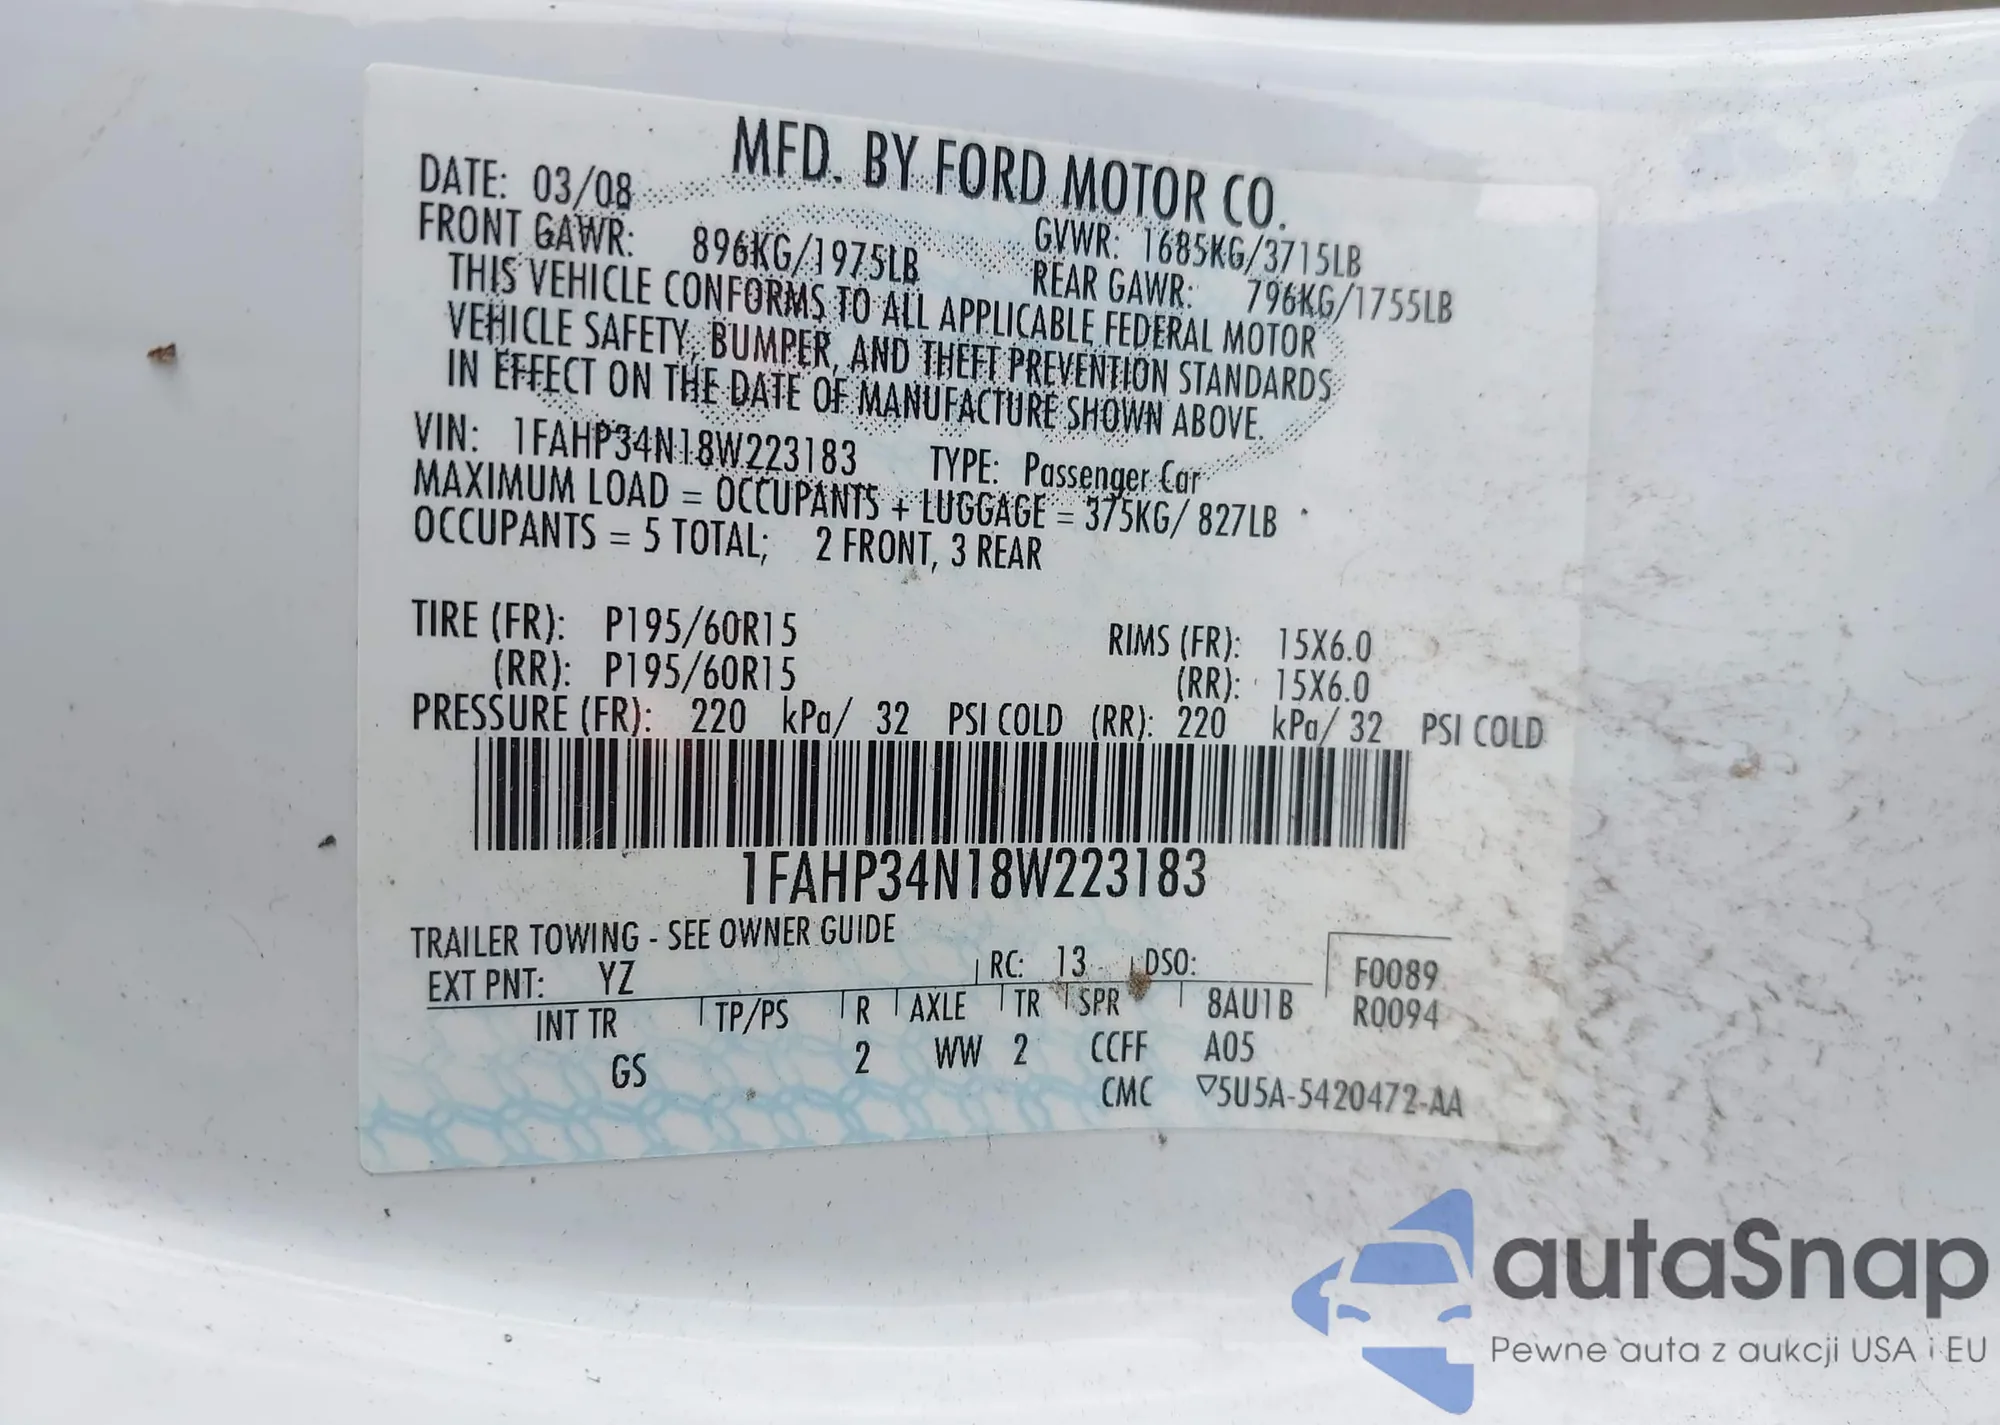 MFD. BY FORD MOTOR CO.
DATE: 03/08
GVWR: 1685KG/3715LB
FRONT GAWR: 896KG/1975LB
REAR GAWR: 796KG/1755LB
THIS VEHICLE CONFORMS TO ALL APPLICABLE FEDERAL MOTOR
VEHICLE SAFETY, BUMPER, AND THEFT PREVENTION STANDARDS
IN EFFECT ON THE DATE OF MANUFACTURE SHOWN ABOVE.
VIN: 1FAHP34N18W223183 TYPE: Passenger Car
MAXIMUM LOAD = OCCUPANTS + LUGGAGE = 375KG/ 827LB
OCCUPANTS = 5 TOTAL; 2 FRONT, 3 REAR
TIRE (FR): P195/60R15 RIMS (FR): 15X6.0
(RR): P195/60R15 (RR): 15X6.0
PRESSURE (FR): 220 kPa/ 32 PSI COLD (RR): 220 kPa/ 32 PSI COLD
1FAHP34N18W223183
TRAILER TOWING - SEE OWNER GUIDE
EXT PNT: YZ RC: 13 DSO: F0089
INT TR TP/PS R AXLE TR SPR 8AU1B R0094
GS 2 WW 2 CCFF A05
CMC ▽5U5A-5420472-AA
autaSnap
Pewne auta z aukcji USA i EU